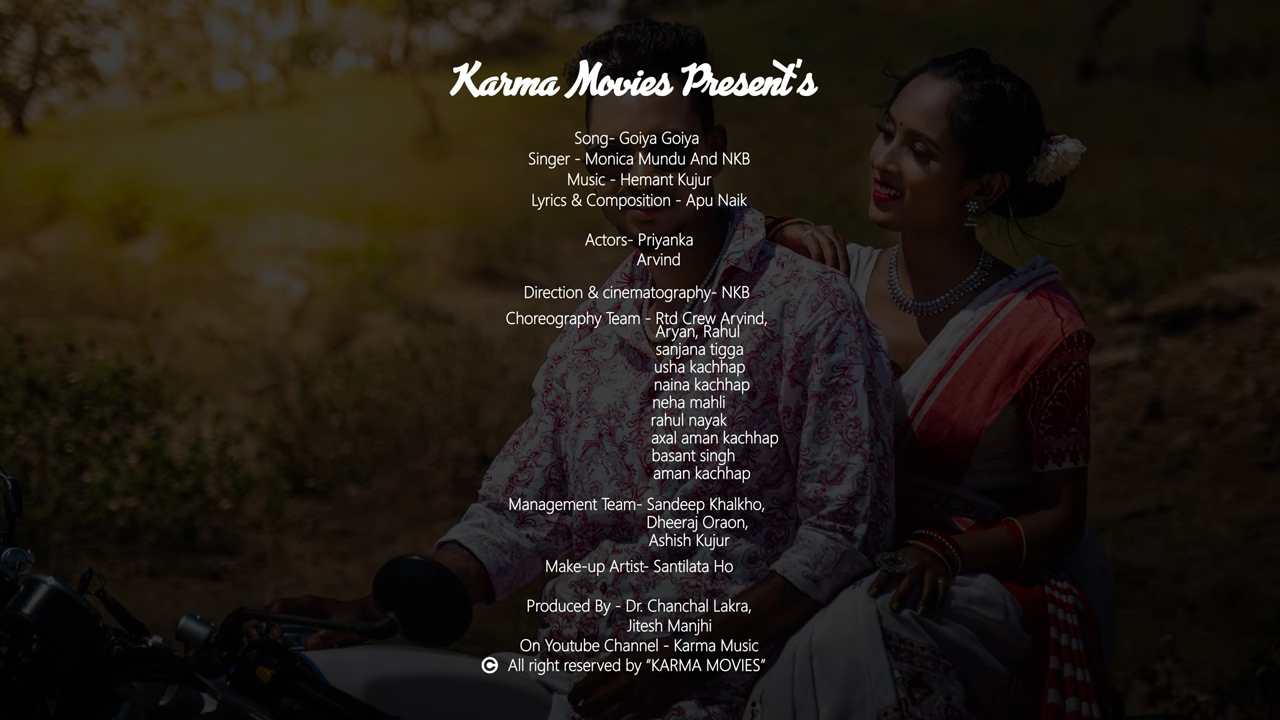 Karma Movies Present's
Song- Goiya Goiya
Singer - Monica Mundu And NKB
Music - Hemant Kujur
Lyrics & Composition - Apu Naik
Actors- Priyanka
Arvind
Direction & cinematography- NKB
Choreography Team - Rtd Crew Arvind,
Aryan, Rahul
sanjana tigga
usha kachhap
naina kachhap
neha mahli
rahul nayak
axal aman kachhap
basant singh
aman kachhap
Management Team- Sandeep Khalkho,
Dheeraj Oraon,
Ashish Kujur
Make-up Artist- Santilata Ho
Produced By - Dr. Chanchal Lakra,
Jitesh Manjhi
On Youtube Channel - Karma Music
© All right reserved by “KARMA MOVIES”